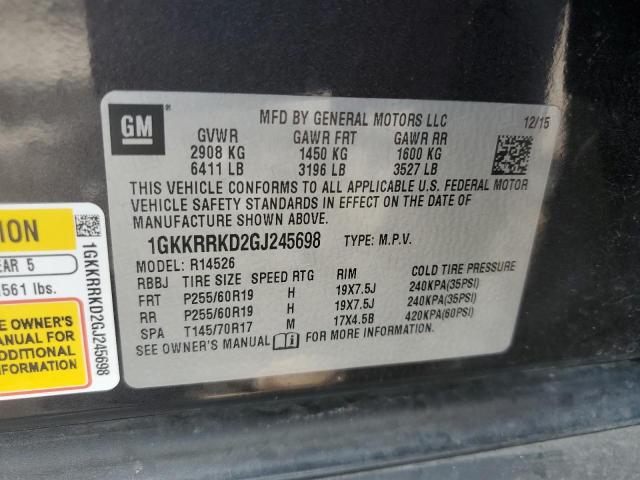 GM
MFD BY GENERAL MOTORS LLC 12/15
GVWR GAWR FRT GAWR RR
2908 KG 1450 KG 1600 KG
6411 LB 3196 LB 3527 LB
THIS VEHICLE CONFORMS TO ALL APPLICABLE U.S. FEDERAL MOTOR
VEHICLE SAFETY STANDARDS IN EFFECT ON THE DATE OF
MANUFACTURE SHOWN ABOVE.
1GKKRRKD2GJ245698 TYPE: M.P.V.
MODEL: R14526
RBBJ TIRE SIZE SPEED RTG RIM COLD TIRE PRESSURE
FRT P255/60R19 H 19X7.5J 240KPA(35PSI)
RR P255/60R19 H 19X7.5J 240KPA(35PSI)
SPA T145/70R17 M 17X4.5B 420KPA(60PSI)
SEE OWNER'S MANUAL FOR MORE INFORMATION
EAR 5
561 lbs.
E OWNER'S
MANUAL FOR
ADDITIONAL
1GKKRRKD2GJ245698